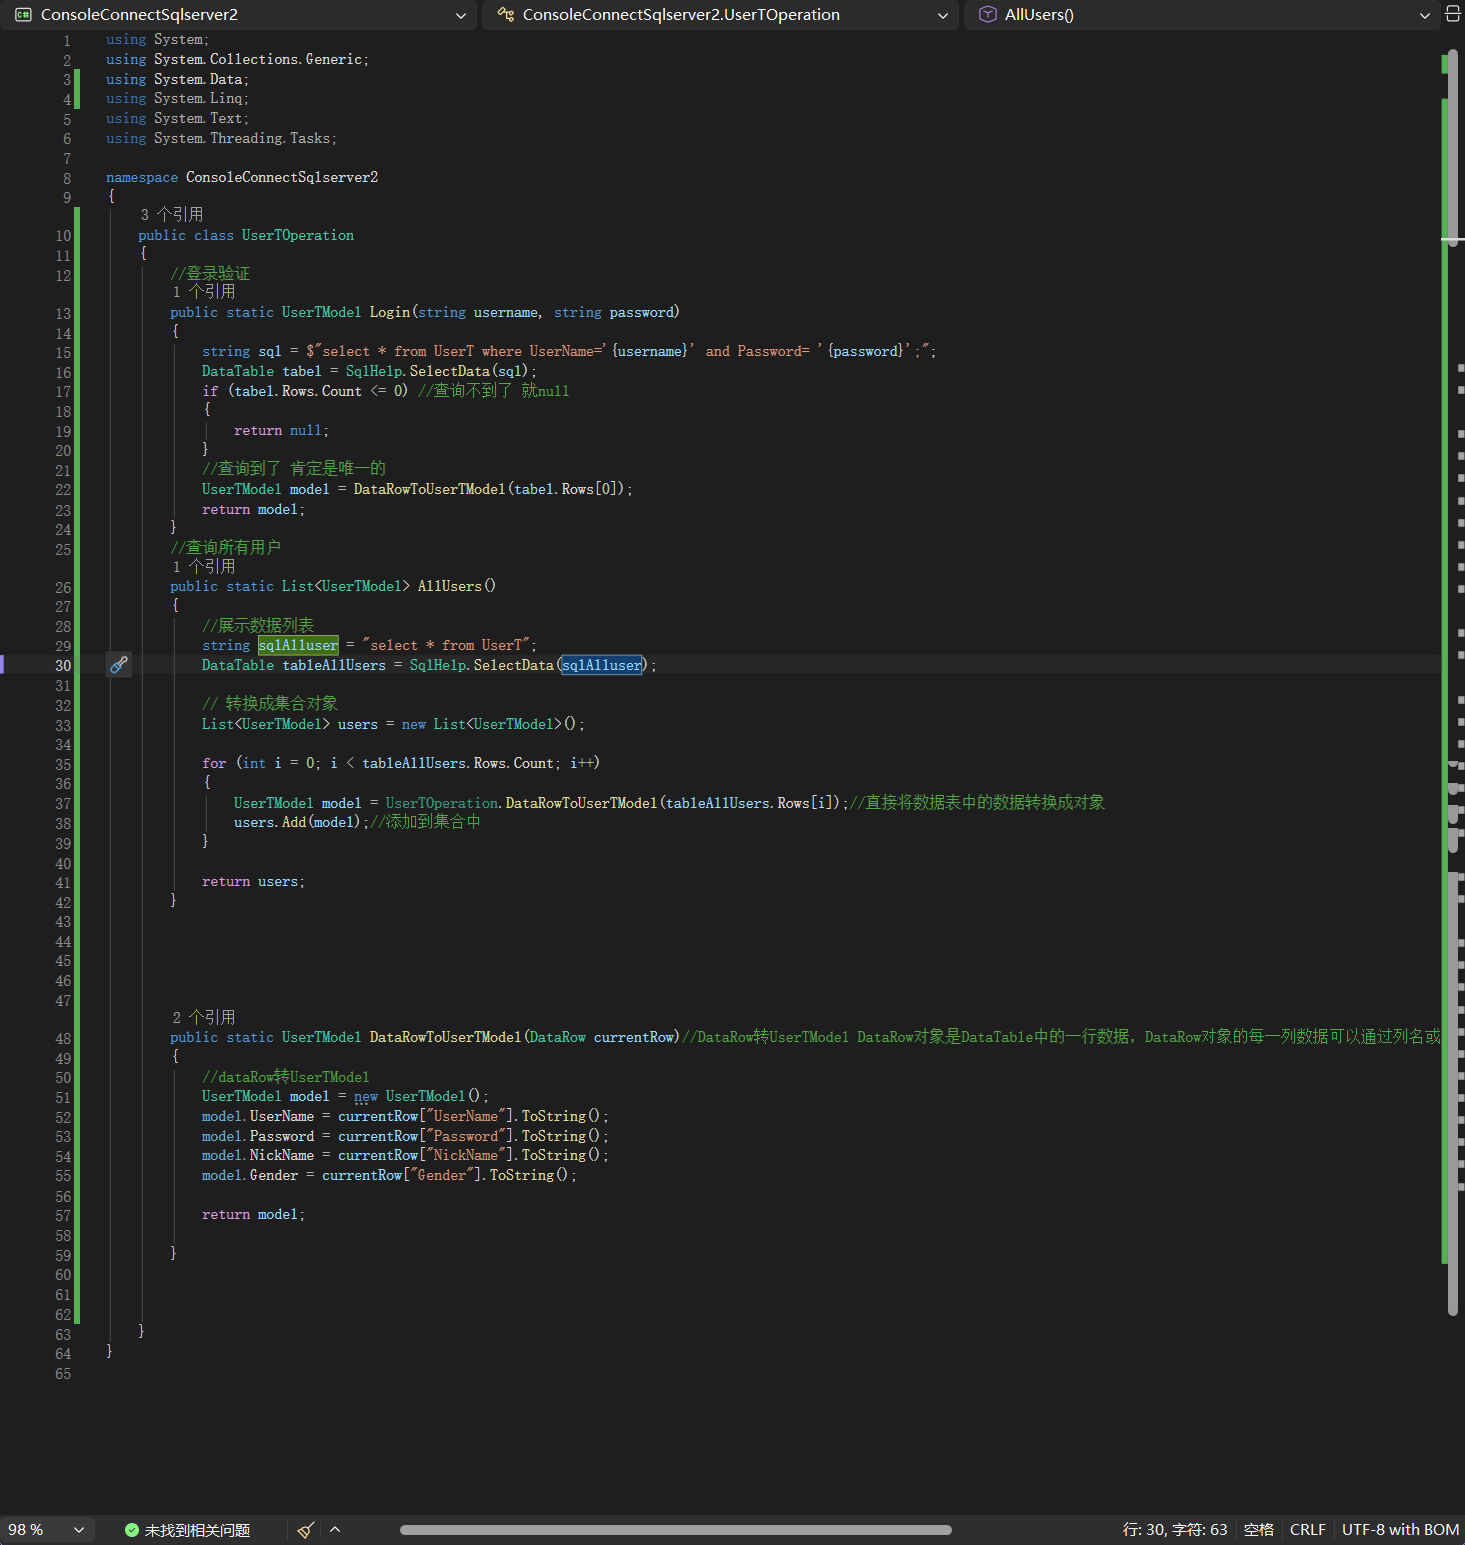 ConsoleConnectSqlserver2 ConsoleConnectSqlserver2.UserTOperation AllUsers()
1 using System;
2 using System.Collections.Generic;
3 using System.Data;
4 using System.Linq;
5 using System.Text;
6 using System.Threading.Tasks;
7
8 namespace ConsoleConnectSqlserver2
9 {
3 个引用
10 public class UserTOperation
11 {
12 //登录验证
1 个引用
13 public static UserTModel Login(string username, string password)
14 {
15 string sql = $"select * from UserT where UserName='{username}' and Password= '{password}';";
16 DataTable tabel = SqlHelp.SelectData(sql);
17 if (tabel.Rows.Count <= 0) //查询不到了 就null
18 {
19 return null;
20 }
21 //查询到了 肯定是唯一的
22 UserTModel model = DataRowToUserTModel(tabel.Rows[0]);
23 return model;
24 }
25 //查询所有用户
1 个引用
26 public static List<UserTModel> AllUsers()
27 {
28 //展示数据列表
29 string sqlAlluser = "select * from UserT";
30 DataTable tableAllUsers = SqlHelp.SelectData(sqlAlluser);
31
32 // 转换成集合对象
33 List<UserTModel> users = new List<UserTModel>();
34
35 for (int i = 0; i < tableAllUsers.Rows.Count; i++)
36 {
37 UserTModel model = UserTOperation.DataRowToUserTModel(tableAllUsers.Rows[i]);//直接将数据表中的数据转换成对象
38 users.Add(model);//添加到集合中
39 }
40
41 return users;
42 }
43
44
45
46
47
2 个引用
48 public static UserTModel DataRowToUserTModel(DataRow currentRow)//DataRow转UserTModel DataRow对象是DataTable中的一行数据，DataRow对象的每一列数据可以通过列名或
49 {
50 //dataRow转UserTModel
51 UserTModel model = new UserTModel();
52 model.UserName = currentRow["UserName"].ToString();
53 model.Password = currentRow["Password"].ToString();
54 model.NickName = currentRow["NickName"].ToString();
55 model.Gender = currentRow["Gender"].ToString();
56
57 return model;
58
59 }
60
61
62
63 }
64 }
65
98 % 未找到相关问题 行: 30, 字符: 63 空格 CRLF UTF-8 with BOM